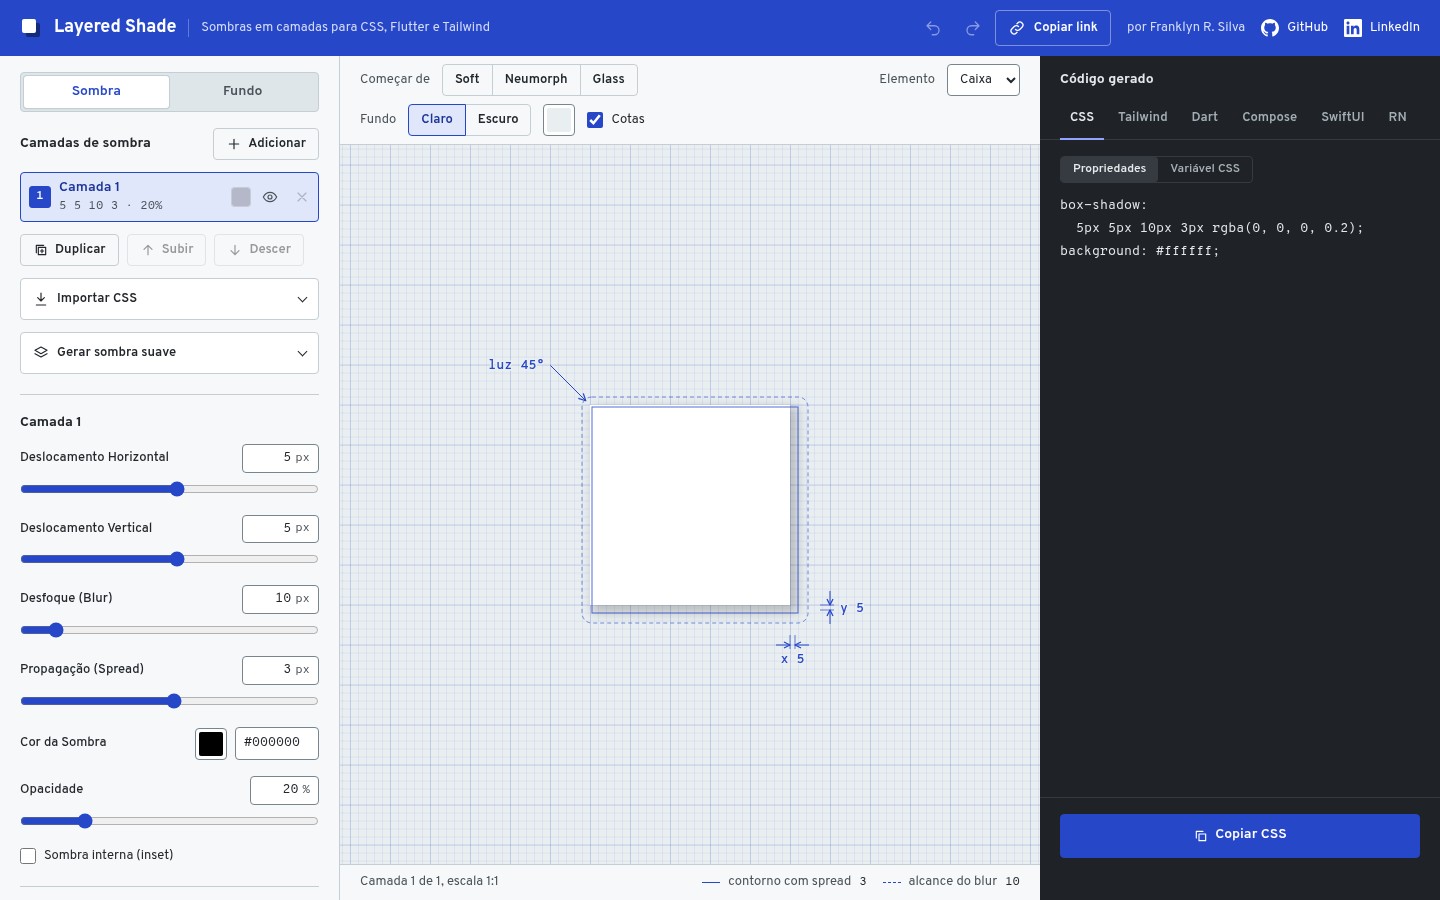 Layered Shade
Sombras em camadas para CSS, Flutter e Tailwind
Copiar link
por Franklyn R. Silva
GitHub
LinkedIn
Sombra
Fundo
Camadas de sombra
Adicionar
1
Camada 1
5 5 10 3 · 20%
Duplicar
Subir
Descer
Importar CSS
Gerar sombra suave
Camada 1
Deslocamento Horizontal
5 px
Deslocamento Vertical
5 px
Desfoque (Blur)
10 px
Propagação (Spread)
3 px
Cor da Sombra
#000000
Opacidade
20 %
Sombra interna (inset)
Começar de
Soft
Neumorph
Glass
Elemento
Caixa
Fundo
Claro
Escuro
Cotas
luz 45°
y 5
x 5
Camada 1 de 1, escala 1:1
contorno com spread 3
alcance do blur 10
Código gerado
CSS
Tailwind
Dart
Compose
SwiftUI
RN
Propriedades
Variável CSS
box-shadow:
5px 5px 10px 3px rgba(0, 0, 0, 0.2);
background: #ffffff;
Copiar CSS